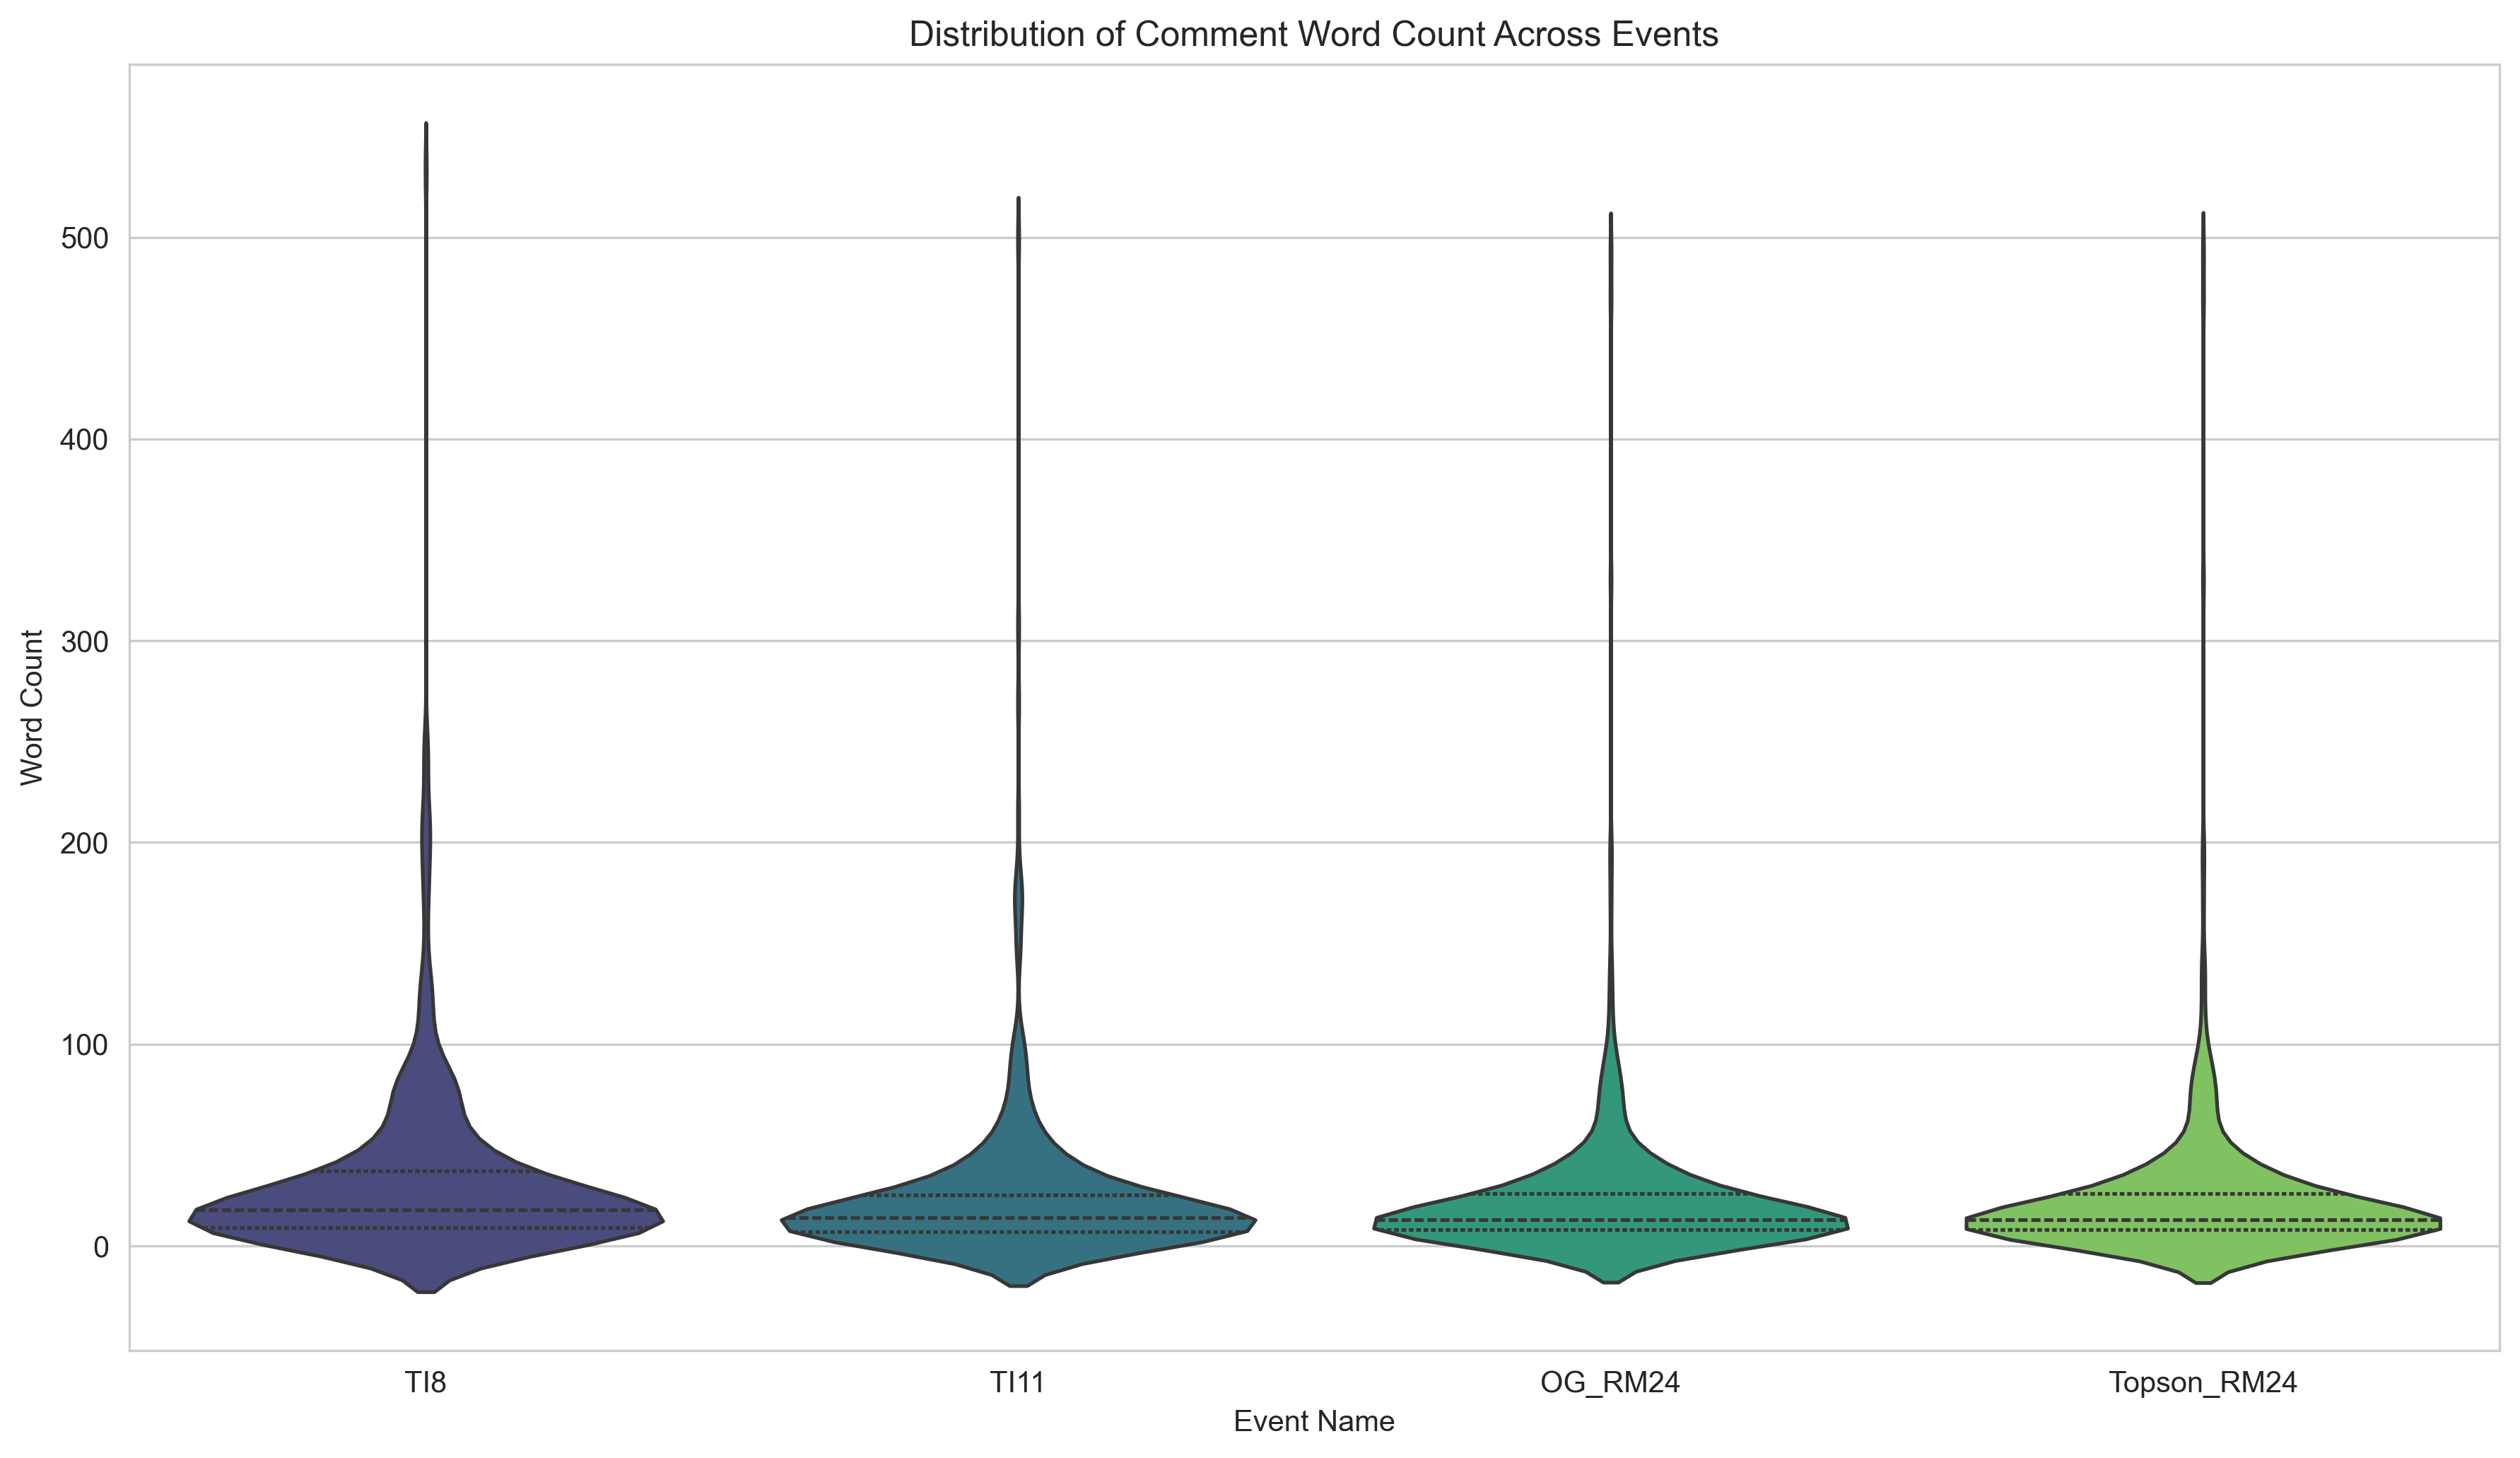 Distribution of Comment Word Count Across Events
Word Count
500
400
300
200
100
0
TI8
TI11
OG_RM24
Topson_RM24
Event Name